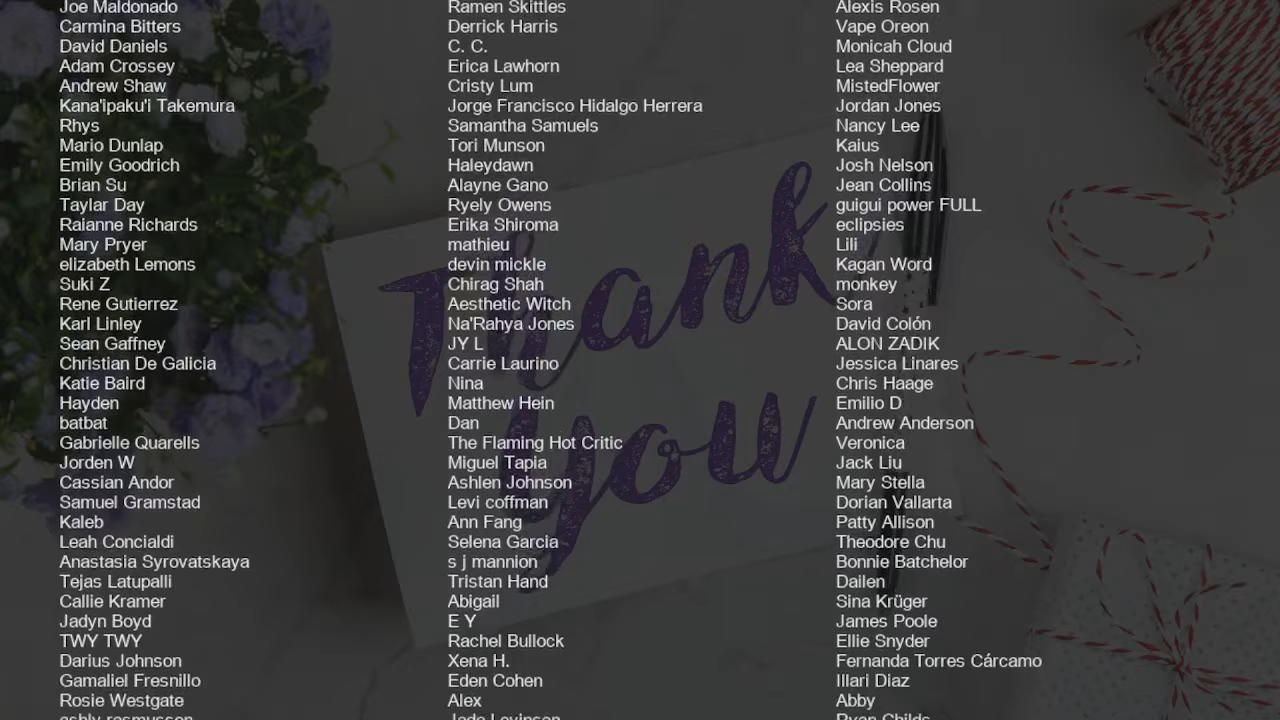 Joe Maldonado
Carmina Bitters
David Daniels
Adam Crossey
Andrew Shaw
Kana'ipaku'i Takemura
Rhys
Mario Dunlap
Emily Goodrich
Brian Su
Taylar Day
Raianne Richards
Mary Pryer
elizabeth Lemons
Suki Z
Rene Gutierrez
Karl Linley
Sean Gaffney
Christian De Galicia
Katie Baird
Hayden
batbat
Gabrielle Quarells
Jorden W
Cassian Andor
Samuel Gramstad
Kaleb
Leah Concialdi
Anastasia Syrovatskaya
Tejas Latupalli
Callie Kramer
Jadyn Boyd
TWY TWY
Darius Johnson
Gamaliel Fresnillo
Rosie Westgate
ashly rasmusson
Ramen Skittles
Derrick Harris
C. C.
Erica Lawhorn
Cristy Lum
Jorge Francisco Hidalgo Herrera
Samantha Samuels
Tori Munson
Haleydawn
Alayne Gano
Ryely Owens
Erika Shiroma
mathieu
devin mickle
Chirag Shah
Aesthetic Witch
Na'Rahya Jones
JY L
Carrie Laurino
Nina
Matthew Hein
Dan
The Flaming Hot Critic
Miguel Tapia
Ashlen Johnson
Levi coffman
Ann Fang
Selena Garcia
s j mannion
Tristan Hand
Abigail
E Y
Rachel Bullock
Xena H.
Eden Cohen
Alex
Jade Levinson
Alexis Rosen
Vape Oreon
Monicah Cloud
Lea Sheppard
MistedFlower
Jordan Jones
Nancy Lee
Kaius
Josh Nelson
Jean Collins
guigui power FULL
eclipsies
Lili
Kagan Word
monkey
Sora
David Colón
ALON ZADIK
Jessica Linares
Chris Haage
Emilio D
Andrew Anderson
Veronica
Jack Liu
Mary Stella
Dorian Vallarta
Patty Allison
Theodore Chu
Bonnie Batchelor
Dailen
Sina Krüger
James Poole
Ellie Snyder
Fernanda Torres Cárcamo
Illari Diaz
Abby
Ryan Childs
Thank
you